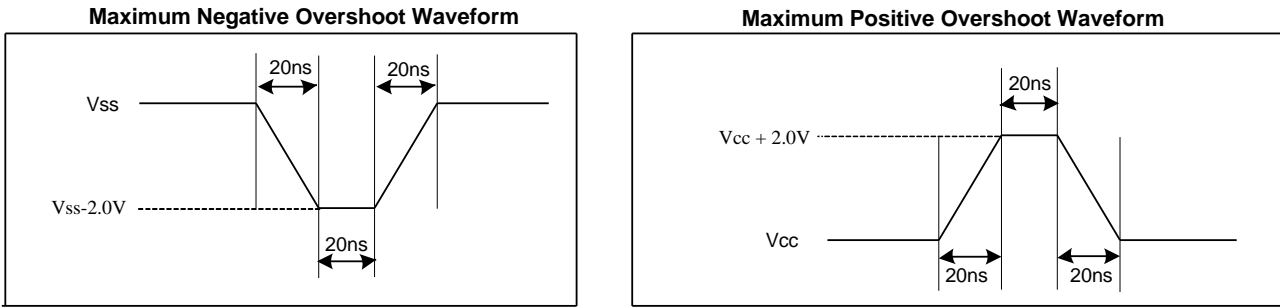 Maximum Negative Overshoot Waveform
20ns
20ns
Vss
Vss-2.0V
20ns
Maximum Positive Overshoot Waveform
20ns
Vcc + 2.0V
Vcc
20ns
20ns